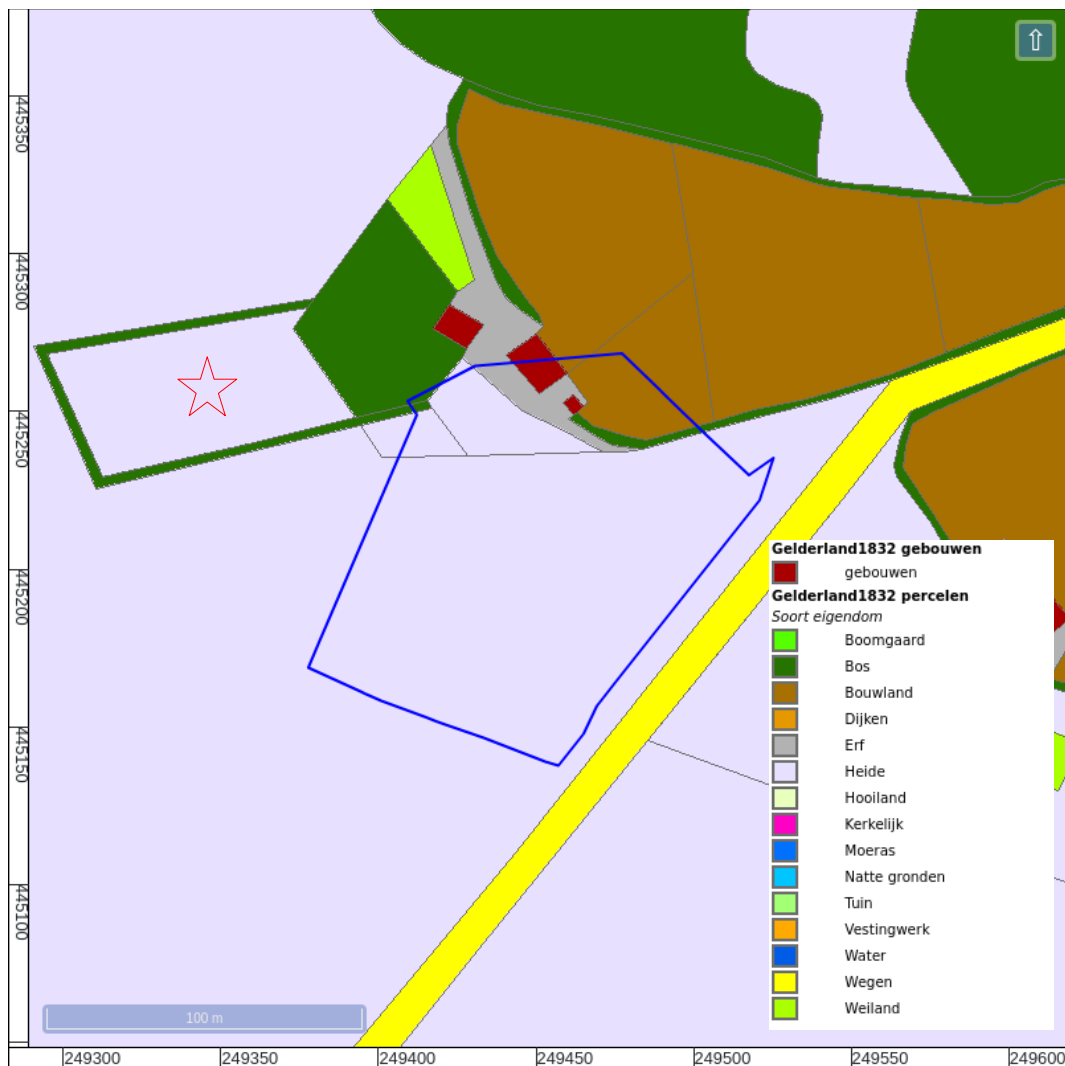 ⇧
445350
445300
445250
445200
445150
445100
Gelderland1832 gebouwen
gebouwen
Gelderland1832 percelen
Soort eigendom
Boomgaard
Bos
Bouwland
Dijken
Erf
Heide
Hooiland
Kerkelijk
Moeras
Natte gronden
Tuin
Vestingwerk
Water
Wegen
Weiland
100 m
249300 249350 249400 249450 249500 249550 249600